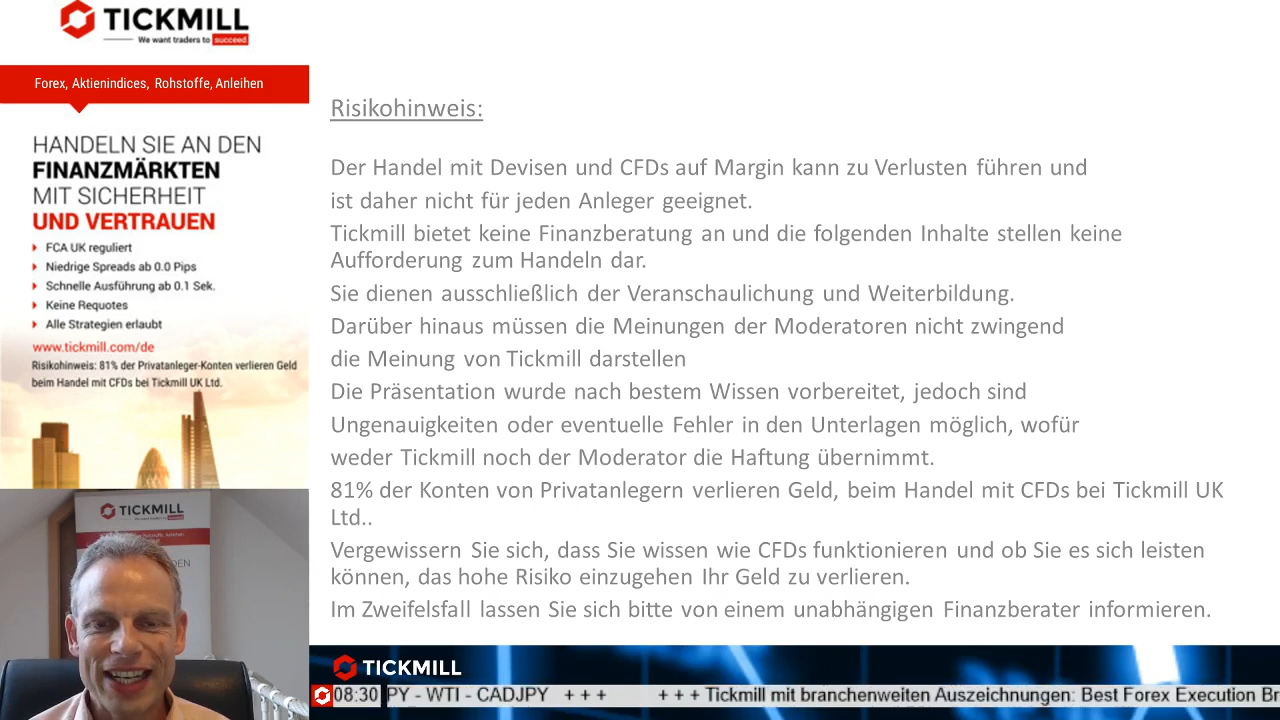 TICKMILL
We want traders to succeed
Forex, Aktienindices, Rohstoffe, Anleihen
HANDELN SIE AN DEN
FINANZMÄRKTEN
MIT SICHERHEIT
UND VERTRAUEN
FCA UK reguliert
Niedrige Spreads ab 0.0 Pips
Schnelle Ausführung ab 0.1 Sek.
Keine Requotes
Alle Strategien erlaubt
www.tickmill.com/de
Risikohinweis: 81% der Privatanleger-Konten verlieren Geld
beim Handel mit CFDs bei Tickmill UK Ltd.
Risikohinweis:
Der Handel mit Devisen und CFDs auf Margin kann zu Verlusten führen und
ist daher nicht für jeden Anleger geeignet.
Tickmill bietet keine Finanzberatung an und die folgenden Inhalte stellen keine
Aufforderung zum Handeln dar.
Sie dienen ausschließlich der Veranschaulichung und Weiterbildung.
Darüber hinaus müssen die Meinungen der Moderatoren nicht zwingend
die Meinung von Tickmill darstellen
Die Präsentation wurde nach bestem Wissen vorbereitet, jedoch sind
Ungenauigkeiten oder eventuelle Fehler in den Unterlagen möglich, wofür
weder Tickmill noch der Moderator die Haftung übernimmt.
81% der Konten von Privatanlegern verlieren Geld, beim Handel mit CFDs bei Tickmill UK
Ltd..
Vergewissern Sie sich, dass Sie wissen wie CFDs funktionieren und ob Sie es sich leisten
können, das hohe Risiko einzugehen Ihr Geld zu verlieren.
Im Zweifelsfall lassen Sie sich bitte von einem unabhängigen Finanzberater informieren.
TICKMILL
TICKMILL
08:30 PY - WTI - CADJPY + + + + + + Tickmill mit branchenweiten Auszeichnungen: Best Forex Execution Br